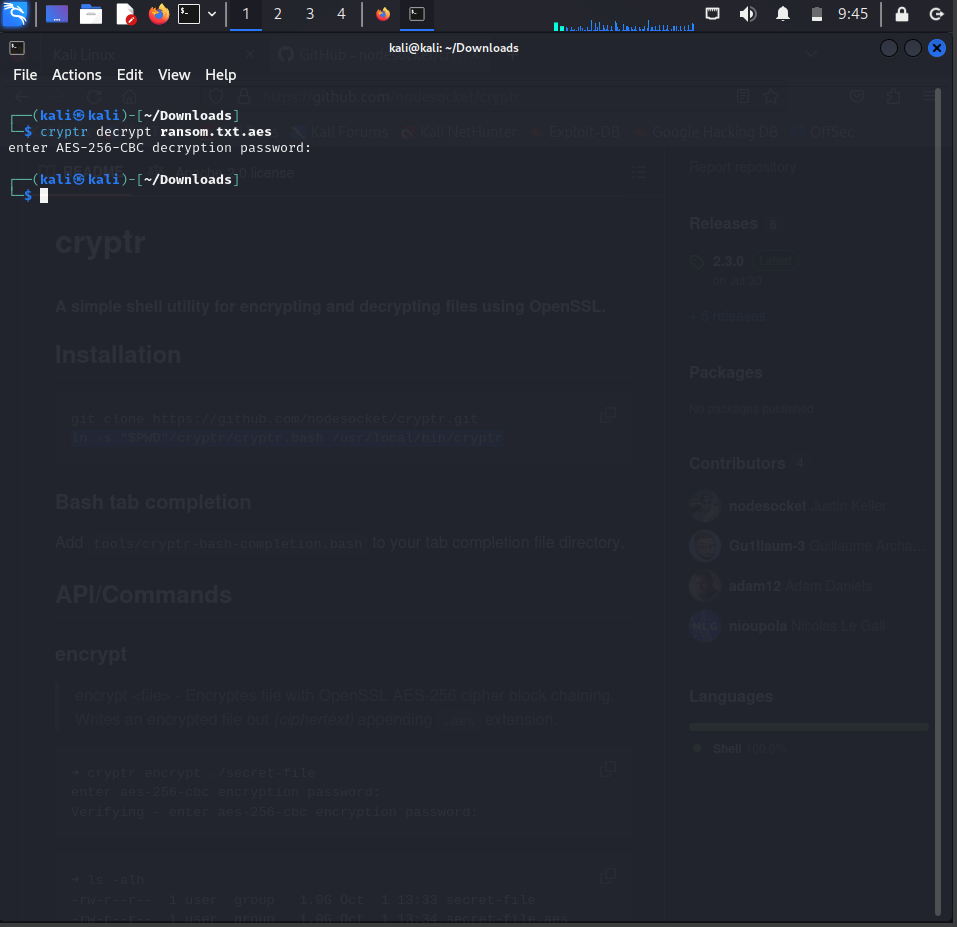 1 2 3 4 9:45
kali@kali: ~/Downloads
Kali Linux GitHub - nodesocket/
File Actions Edit View Help
https://github.com/nodesocket/cryptr
┌──(kali㉿kali)-[~/Downloads]
└─$ cryptr decrypt ransom.txt.aes
Kali Forums Kali NetHunter Exploit-DB Google Hacking DB OffSec
enter AES-256-CBC decryption password:
README license
Report repository
┌──(kali㉿kali)-[~/Downloads]
└─$
Releases 6
cryptr
2.3.0 Latest
on Jul 30
A simple shell utility for encrypting and decrypting files using OpenSSL.
+ 5 releases
Installation
Packages
No packages published
git clone https://github.com/nodesocket/cryptr.git
ln -s "$PWD"/cryptr/cryptr.bash /usr/local/bin/cryptr
Contributors 4
Bash tab completion
nodesocket Justin Keller
Add tools/cryptr-bash-completion.bash to your tab completion file directory.
Gu1llaum-3 Guillaume Archa...
adam12 Adam Daniels
API/Commands
NLG nioupola Nicolas Le Gall
encrypt
encrypt <file> - Encryptes file with OpenSSL AES-256 cipher block chaining.
Languages
Writes an encrypted file out (ciphertext) appending .aes extension.
Shell 100.0%
➜ cryptr encrypt ./secret-file
enter aes-256-cbc encryption password:
Verifying - enter aes-256-cbc encryption password:
➜ ls -alh
-rw-r--r-- 1 user group 1.0G Oct 1 13:33 secret-file
-rw-r--r-- 1 user group 1.0G Oct 1 13:34 secret-file.aes